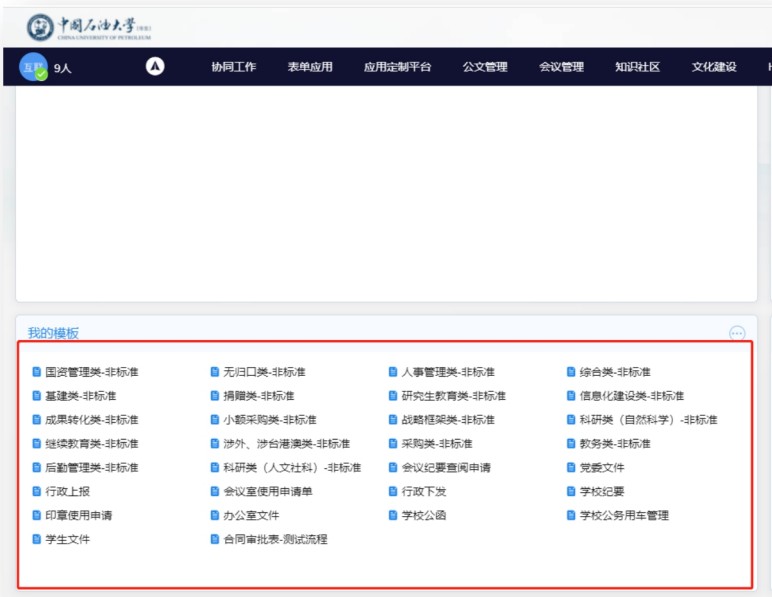 中国石油大学
CHINA UNIVERSITY OF PETROLEUM
互联 9人 协同工作 表单应用 应用定制平台 公文管理 会议管理 知识社区 文化建设
我的模板
国资管理类-非标准 无归口类-非标准 人事管理类-非标准 综合类-非标准
基建类-非标准 捐赠类-非标准 研究生教育类-非标准 信息化建设类-非标准
成果转化类-非标准 小额采购类-非标准 战略框架类-非标准 科研类（自然科学）-非标准
继续教育类-非标准 涉外、涉台港澳类-非标准 采购类-非标准 教务类-非标准
后勤管理类-非标准 科研类（人文社科）-非标准 会议纪要查阅申请 党委文件
行政上报 会议室使用申请单 行政下发 学校纪要
印章使用申请 办公室文件 学校公函 学校公务用车管理
学生文件 合同审批表-测试流程